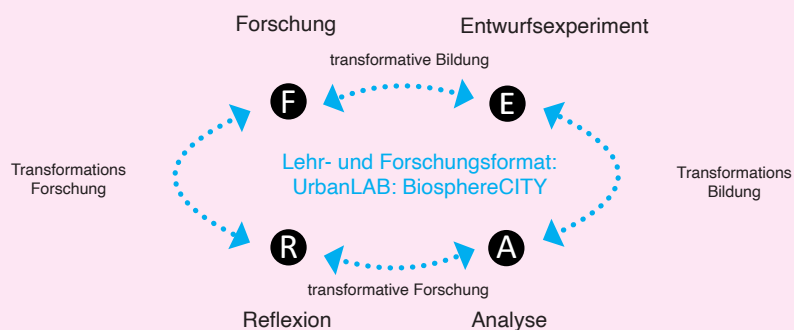 Forschung
Entwurfsexperiment
transformative Bildung
F
E
Transformations
Forschung
Lehr- und Forschungsformat:
UrbanLAB: BiosphereCITY
Transformations
Bildung
R
A
transformative Forschung
Reflexion
Analyse